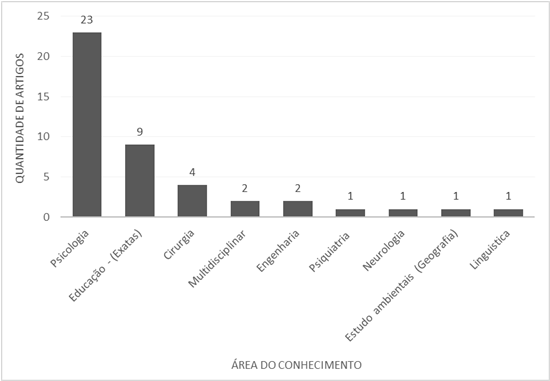 QUANTIDADE DE ARTIGOS
25
20
15
10
5
0
23
9
4
2
2
1
1
1
1
Psicologia
Educação - (Exatas)
Cirurgia
Multidisciplinar
Engenharia
Psiquiatria
Neurologia
Estudo ambientais (Geografia)
Linguística
ÁREA DO CONHECIMENTO